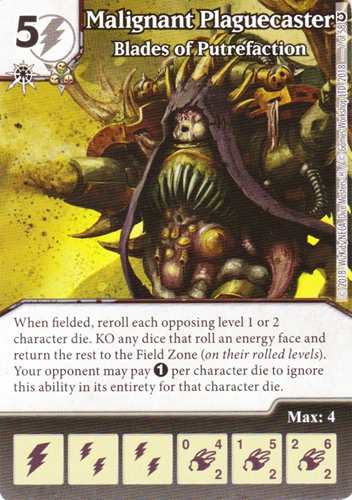 5
Malignant Plaguecaster
Blades of Putrefaction
When fielded, reroll each opposing level 1 or 2
character die. KO any dice that roll an energy face and
return the rest to the Field Zone (on their rolled levels).
Your opponent may pay 1 per character die to ignore
this ability in its entirety for that character die.
Max: 4
0 4 2
1 5 2
2 6 2